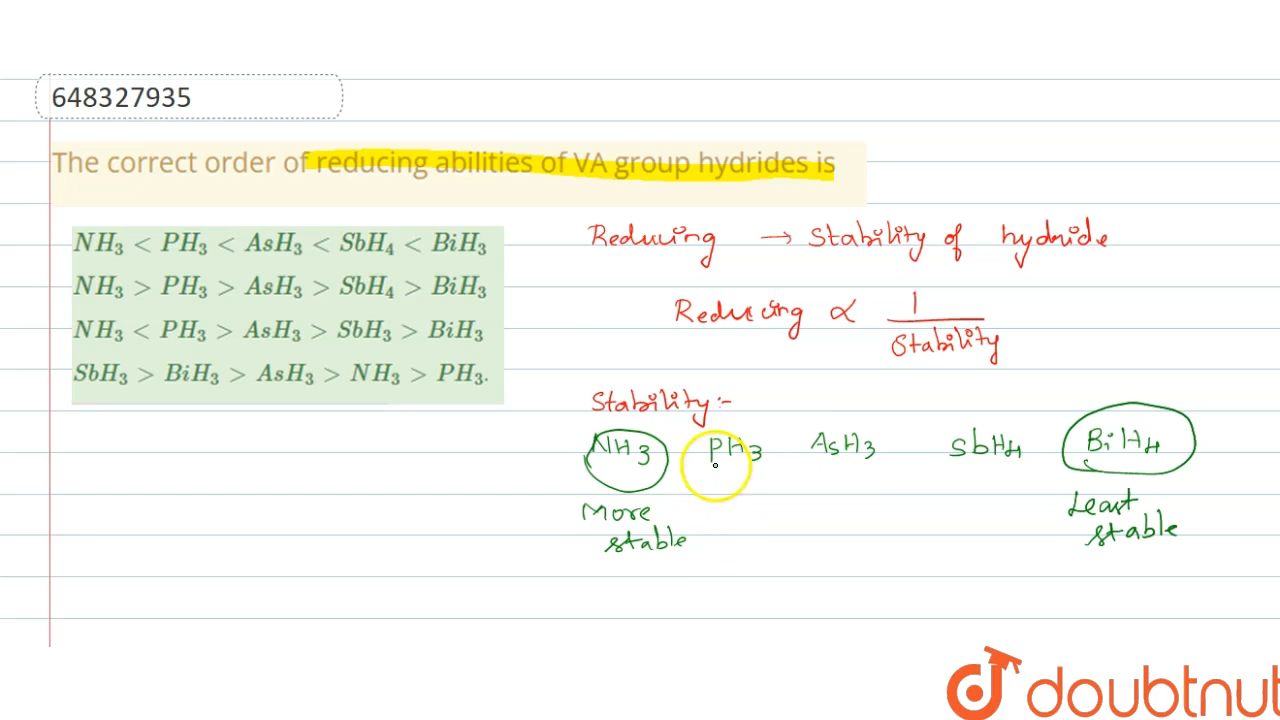 648327935
The correct order of reducing abilities of VA group hydrides is
NH₃ < PH₃ < AsH₃ < SbH₄ < BiH₃
NH₃ > PH₃ > AsH₃ > SbH₄ > BiH₃
NH₃ < PH₃ > AsH₃ > SbH₃ > BiH₃
SbH₃ > BiH₃ > AsH₃ > NH₃ > PH₃.
Reducing → Stability of hydride
Reducing ∝ 1
Stability
Stability :-
NH₃ PH₃ AsH₃ SbH₄ BiH₄
More
stable
Least
stable
doubtnut